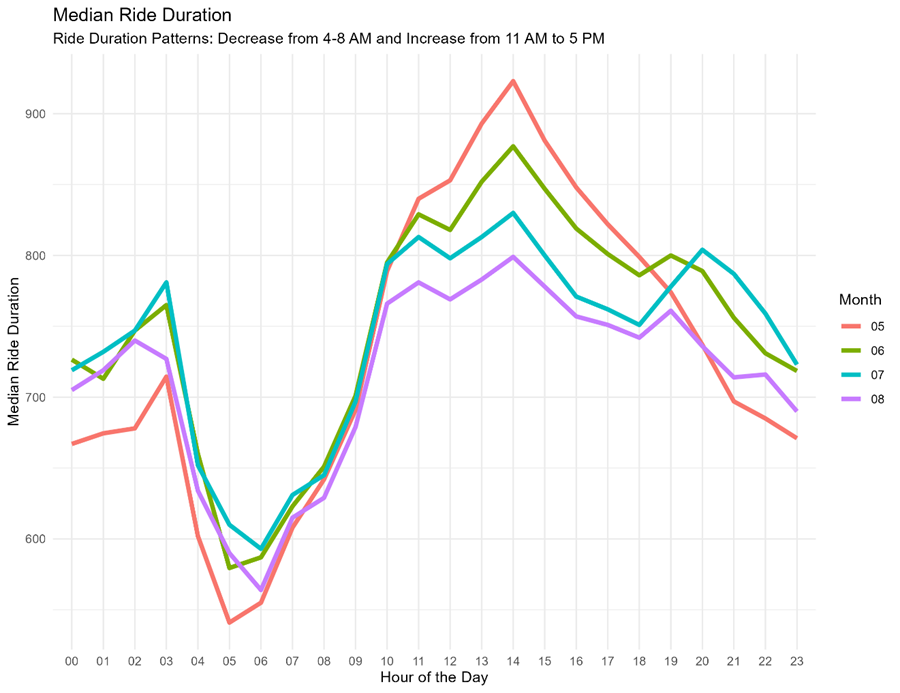 Median Ride Duration
Ride Duration Patterns: Decrease from 4-8 AM and Increase from 11 AM to 5 PM
Median Ride Duration
900
800
700
600
00 01 02 03 04 05 06 07 08 09 10 11 12 13 14 15 16 17 18 19 20 21 22 23
Hour of the Day
Month
05
06
07
08